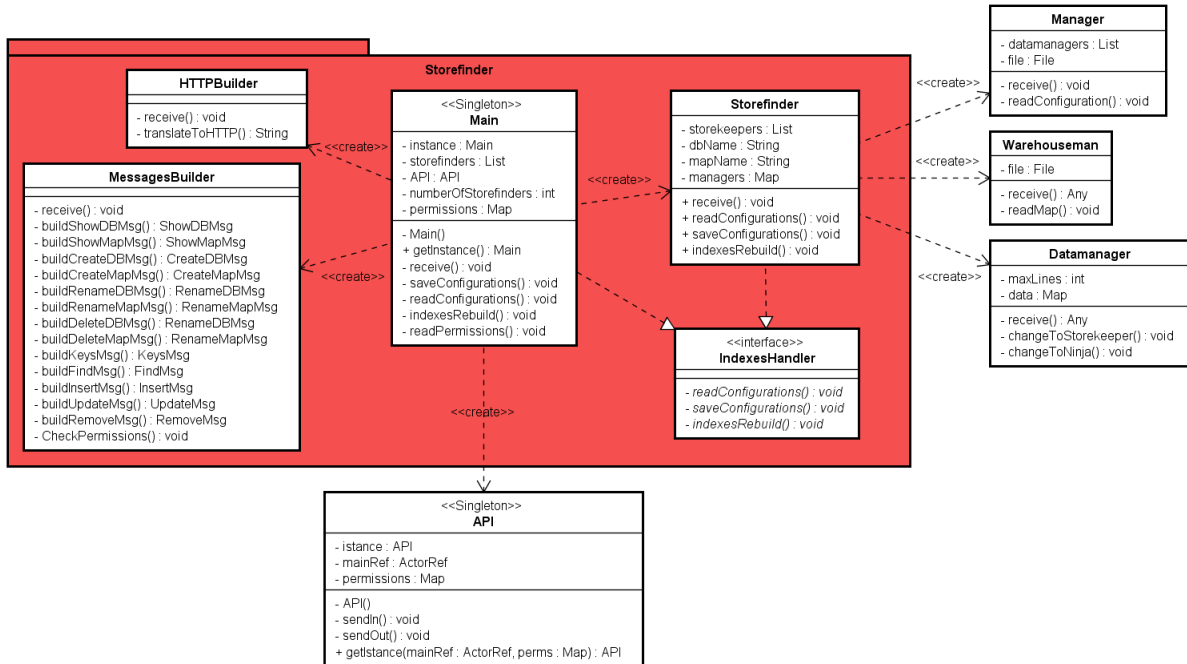 Storefinder
HTTPBuilder
- receive() : void
- translateToHTTP() : String
MessagesBuilder
- receive() : void
- buildShowDBMsg() : ShowDBMsg
- buildShowMapMsg() : ShowMapMsg
- buildCreateDBMsg() : CreateDBMsg
- buildCreateMapMsg() : CreateMapMsg
- buildRenameDBMsg() : RenameDBMsg
- buildRenameMapMsg() : RenameMapMsg
- buildDeleteDBMsg() : RenameDBMsg
- buildDeleteMapMsg() : RenameMapMsg
- buildKeysMsg() : KeysMsg
- buildFindMsg() : FindMsg
- buildInsertMsg() : InsertMsg
- buildUpdateMsg() : UpdateMsg
- buildRemoveMsg() : RemoveMsg
- CheckPermissions() : void
<<create>>
<<create>>
<<Singleton>>
Main
- instance : Main
- storefinders : List
- API : API
- numberOfStorefinders : int
- permissions : Map
- Main()
+ getInstance() : Main
- receive() : void
- saveConfigurations() : void
- readConfigurations() : void
- indexesRebuild() : void
- readPermissions() : void
<<create>>
Storefinder
- storekeepers : List
- dbName : String
- mapName : String
- managers : Map
+ receive() : void
+ readConfigurations() : void
+ saveConfigurations() : void
+ indexesRebuild() : void
<<interface>>
IndexesHandler
- readConfigurations() : void
- saveConfigurations() : void
- indexesRebuild() : void
<<create>>
<<create>>
<<create>>
Manager
- datamanagers : List
- file : File
- receive() : void
- readConfiguration() : void
Warehouseman
- file : File
- receive() : Any
- readMap() : void
Datamanager
- maxLines : int
- data : Map
- receive() : Any
- changeToStorekeeper() : void
- changeToNinja() : void
<<create>>
<<Singleton>>
API
- istance : API
- mainRef : ActorRef
- permissions : Map
- API()
- sendIn() : void
- sendOut() : void
+ getIstance(mainRef : ActorRef, perms : Map) : API